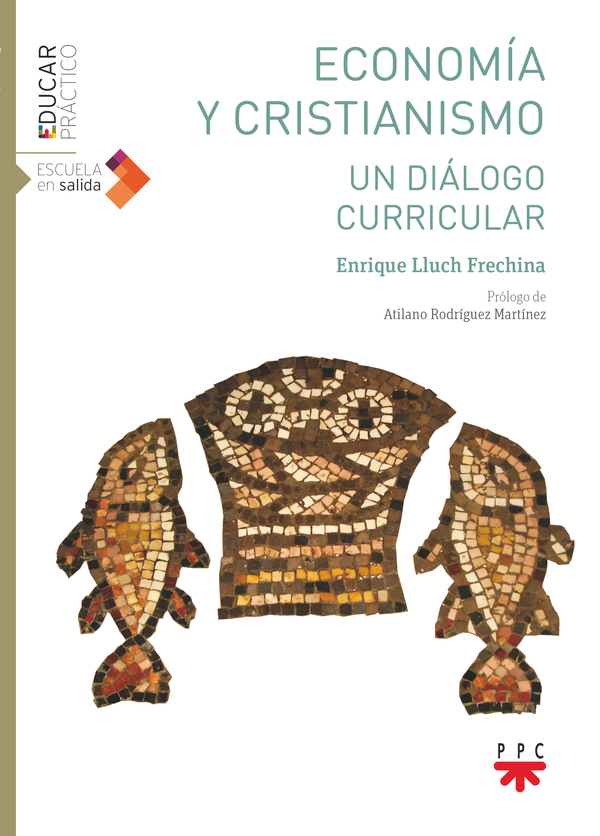 EDUCAR
PRÁCTICO
ESCUELA
en salida
ECONOMÍA
Y CRISTIANISMO
UN DIÁLOGO
CURRICULAR
Enrique Lluch Frechina
Prólogo de
Atilano Rodríguez Martínez
PPC